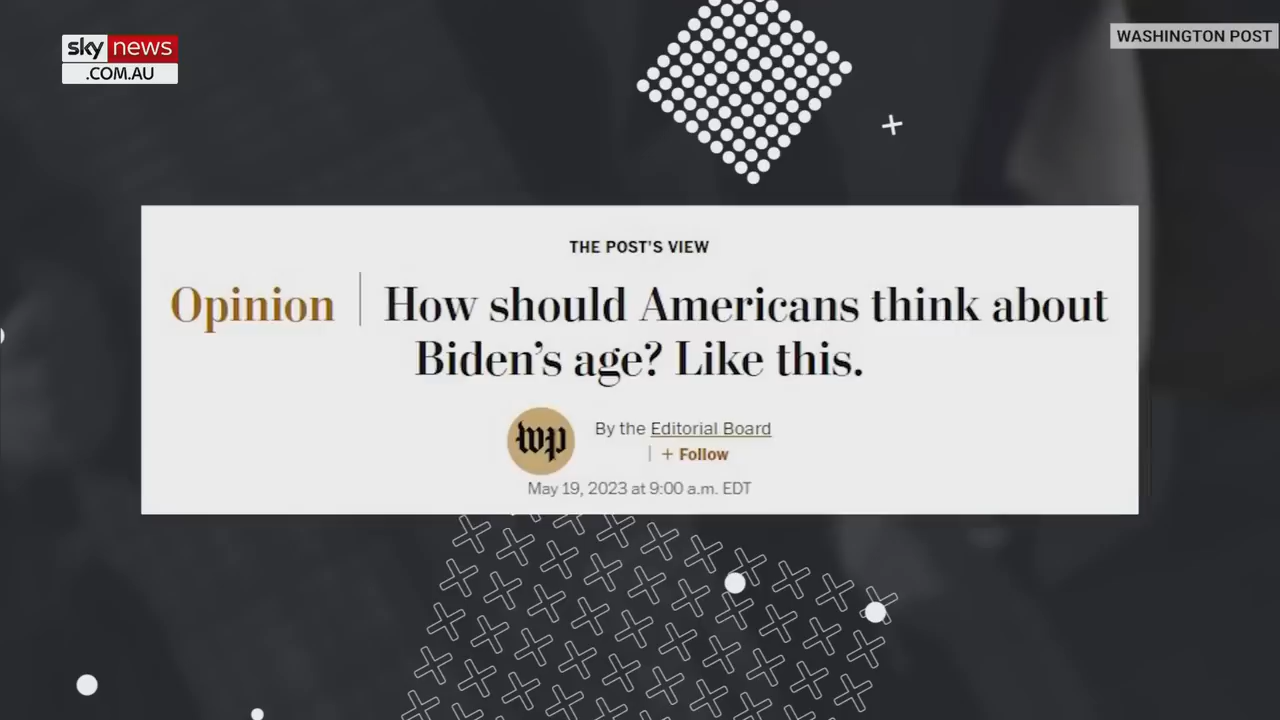 sky news
.COM.AU
WASHINGTON POST
THE POST'S VIEW
Opinion | How should Americans think about
Biden's age? Like this.
wp
By the Editorial Board
| + Follow
May 19, 2023 at 9:00 a.m. EDT